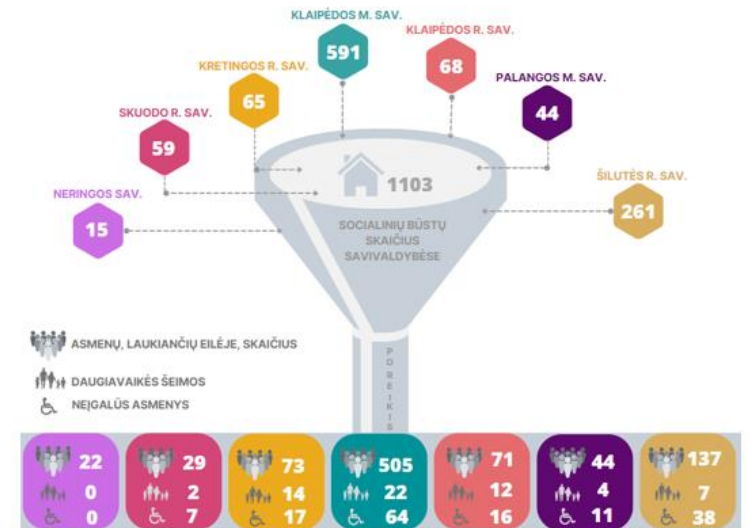 KLAIPĖDOS M. SAV.
591
KLAIPĖDOS R. SAV.
68
KRETINGOS R. SAV.
65
PALANGOS M. SAV.
44
SKUODO R. SAV.
59
ŠILUTĖS R. SAV.
261
NERINGOS SAV.
15
1103
SOCIALINIŲ BŪSTŲ
SKAIČIUS
SAVIVALDYBĖSE
ASMENŲ, LAUKIANČIŲ EILĖJE, SKAIČIUS
DAUGIAVAIKĖS ŠEIMOS
NEĮGALŪS ASMENYS
POREIKIS
22
0
0
29
2
7
73
14
17
505
22
64
71
12
16
44
4
11
137
7
38